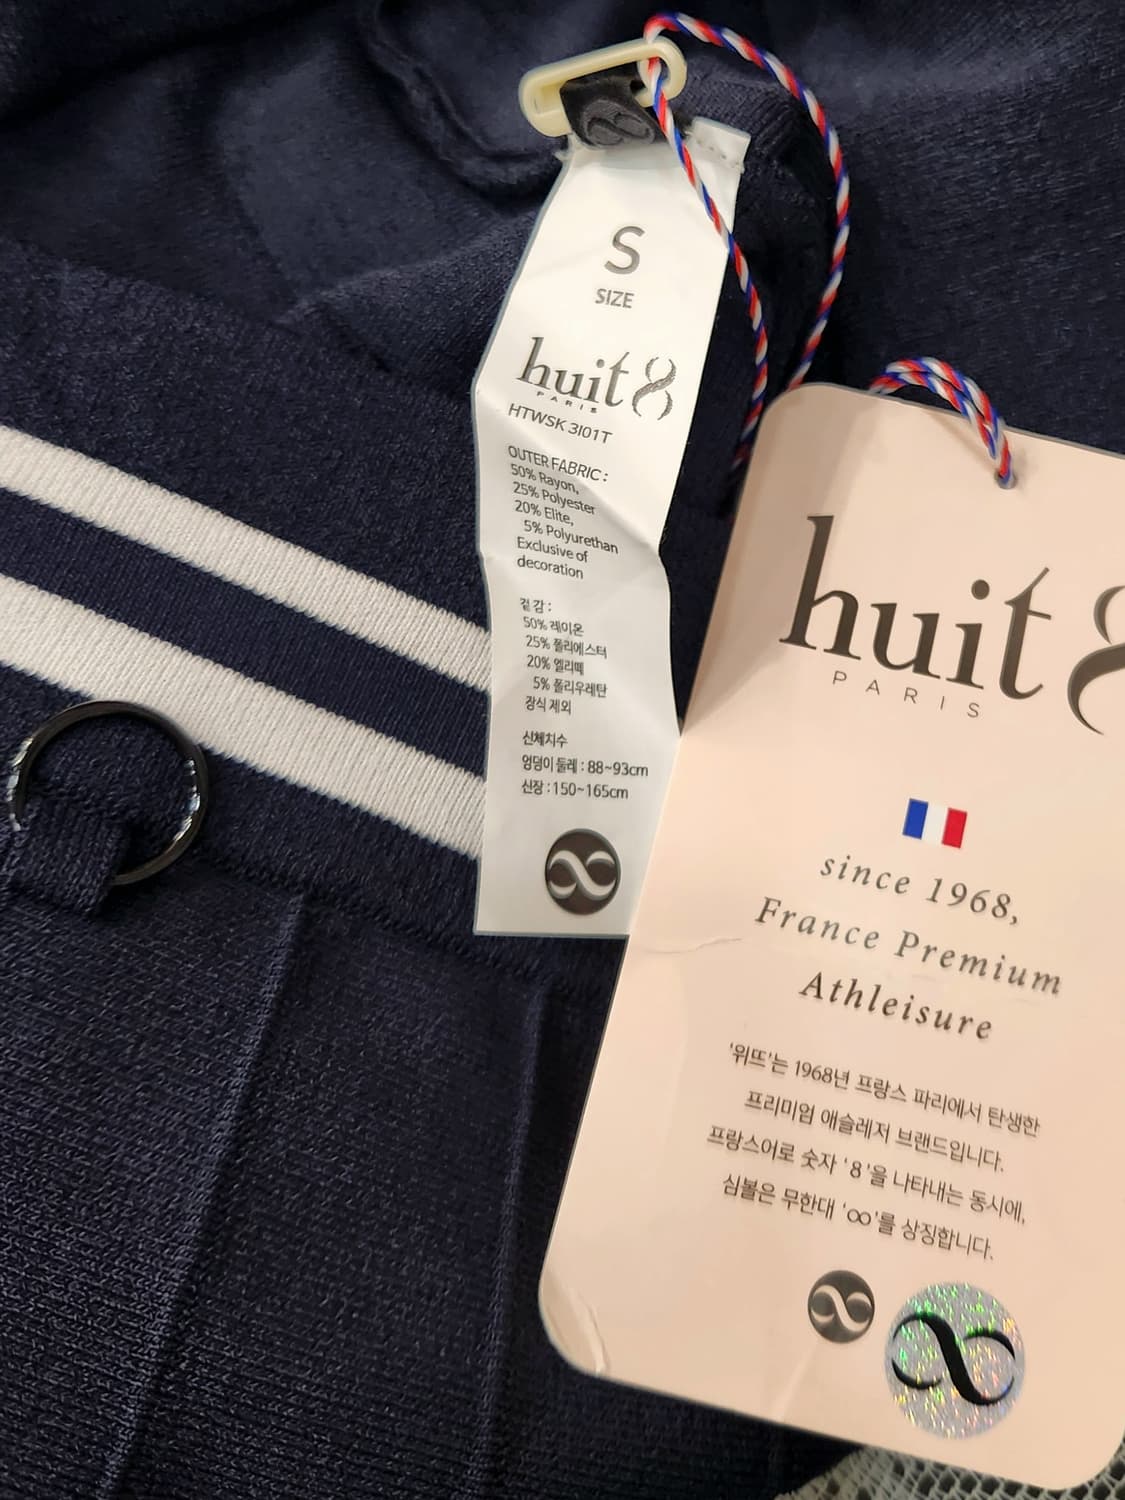 S
SIZE
huit 8
PARIS
HTWSK 3I01T
OUTER FABRIC :
50% Rayon,
25% Polyester
20% Elite,
5% Polyurethan
Exclusive of
decoration
겉감 :
50% 레이온
25% 폴리에스터
20% 엘리떼
5% 폴리우레탄
장식 제외
신체치수
엉덩이 둘레 : 88~93cm
신장 : 150~165cm
huit 8
PARIS
since 1968,
France Premium
Athleisure
'위뜨'는 1968년 프랑스 파리에서 탄생한
프리미엄 애슬레저 브랜드입니다.
프랑스어로 숫자 '8'을 나타내는 동시에,
심볼은 무한대 '∞'를 상징합니다.